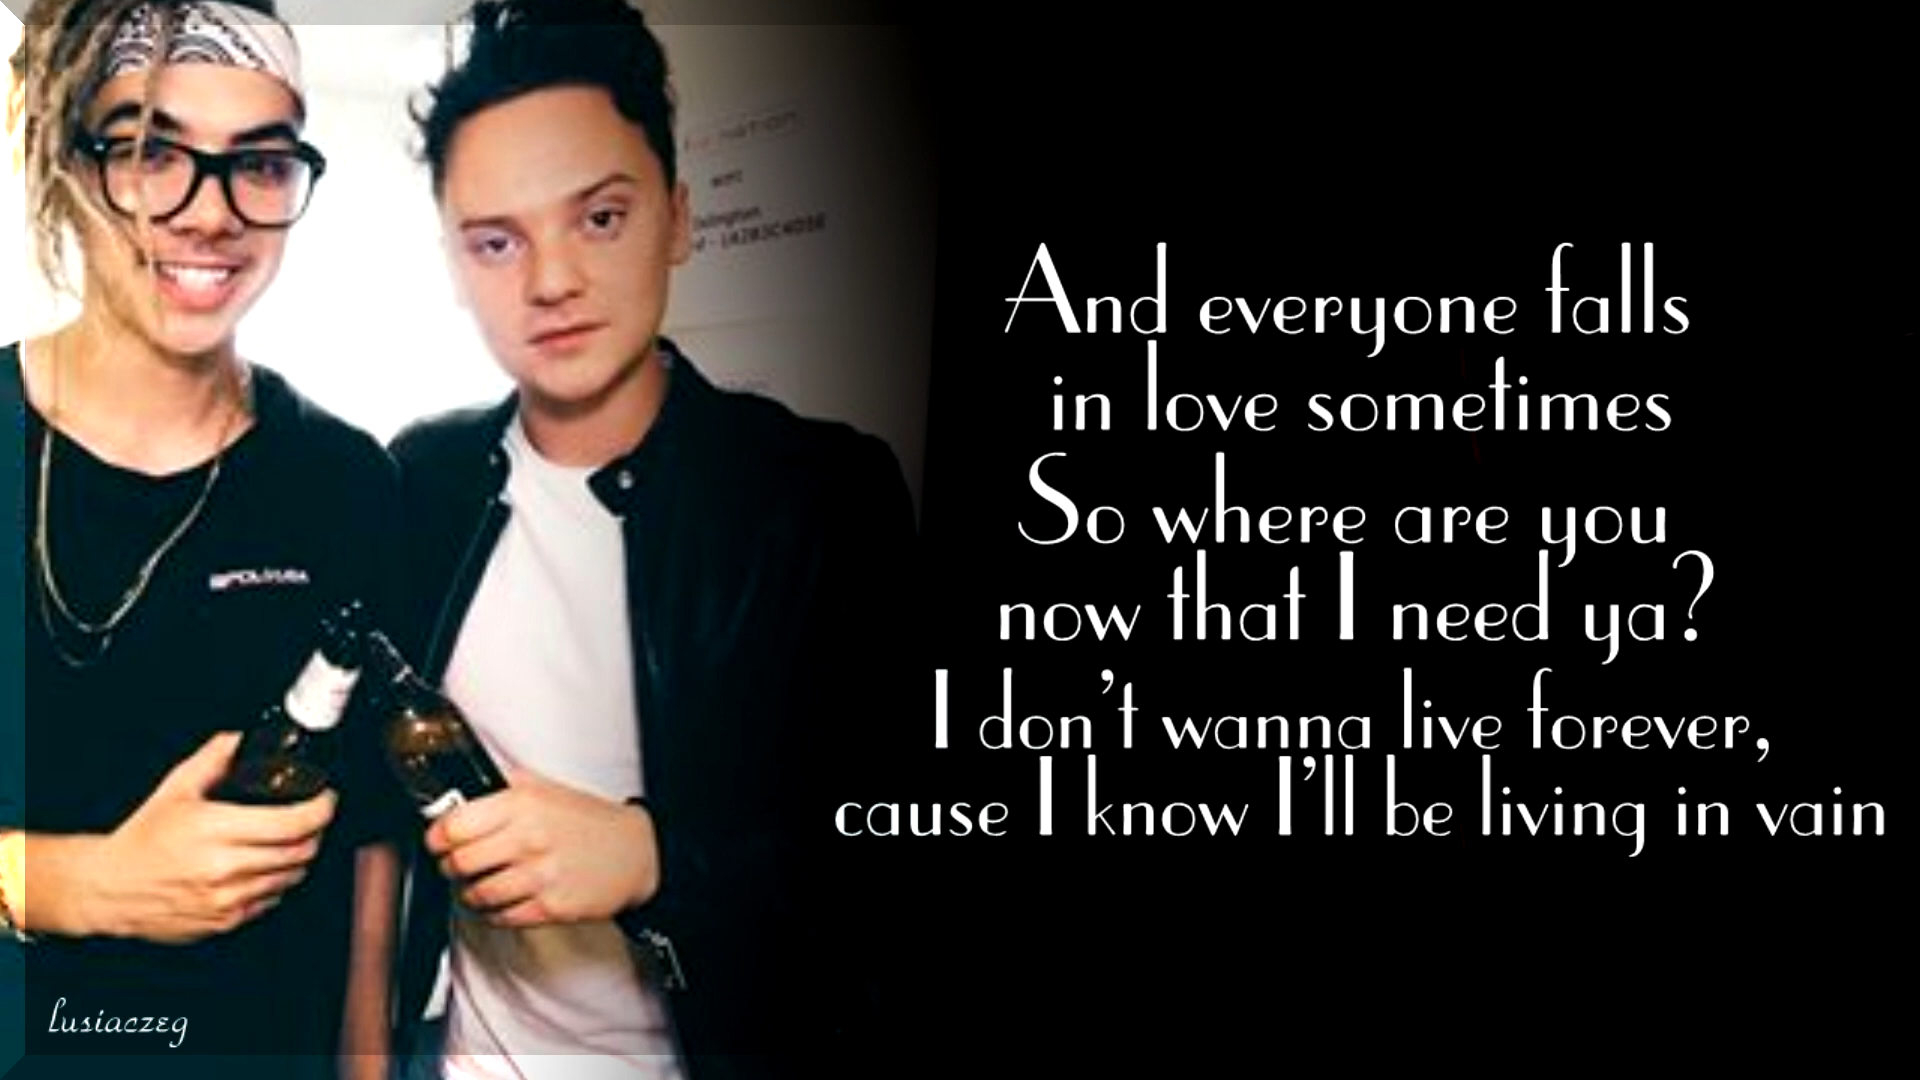 And everyone falls
in love sometimes
So where are you
now that I need ya?
I don't wanna live forever,
cause I know I'll be living in vain
lusiaczeg